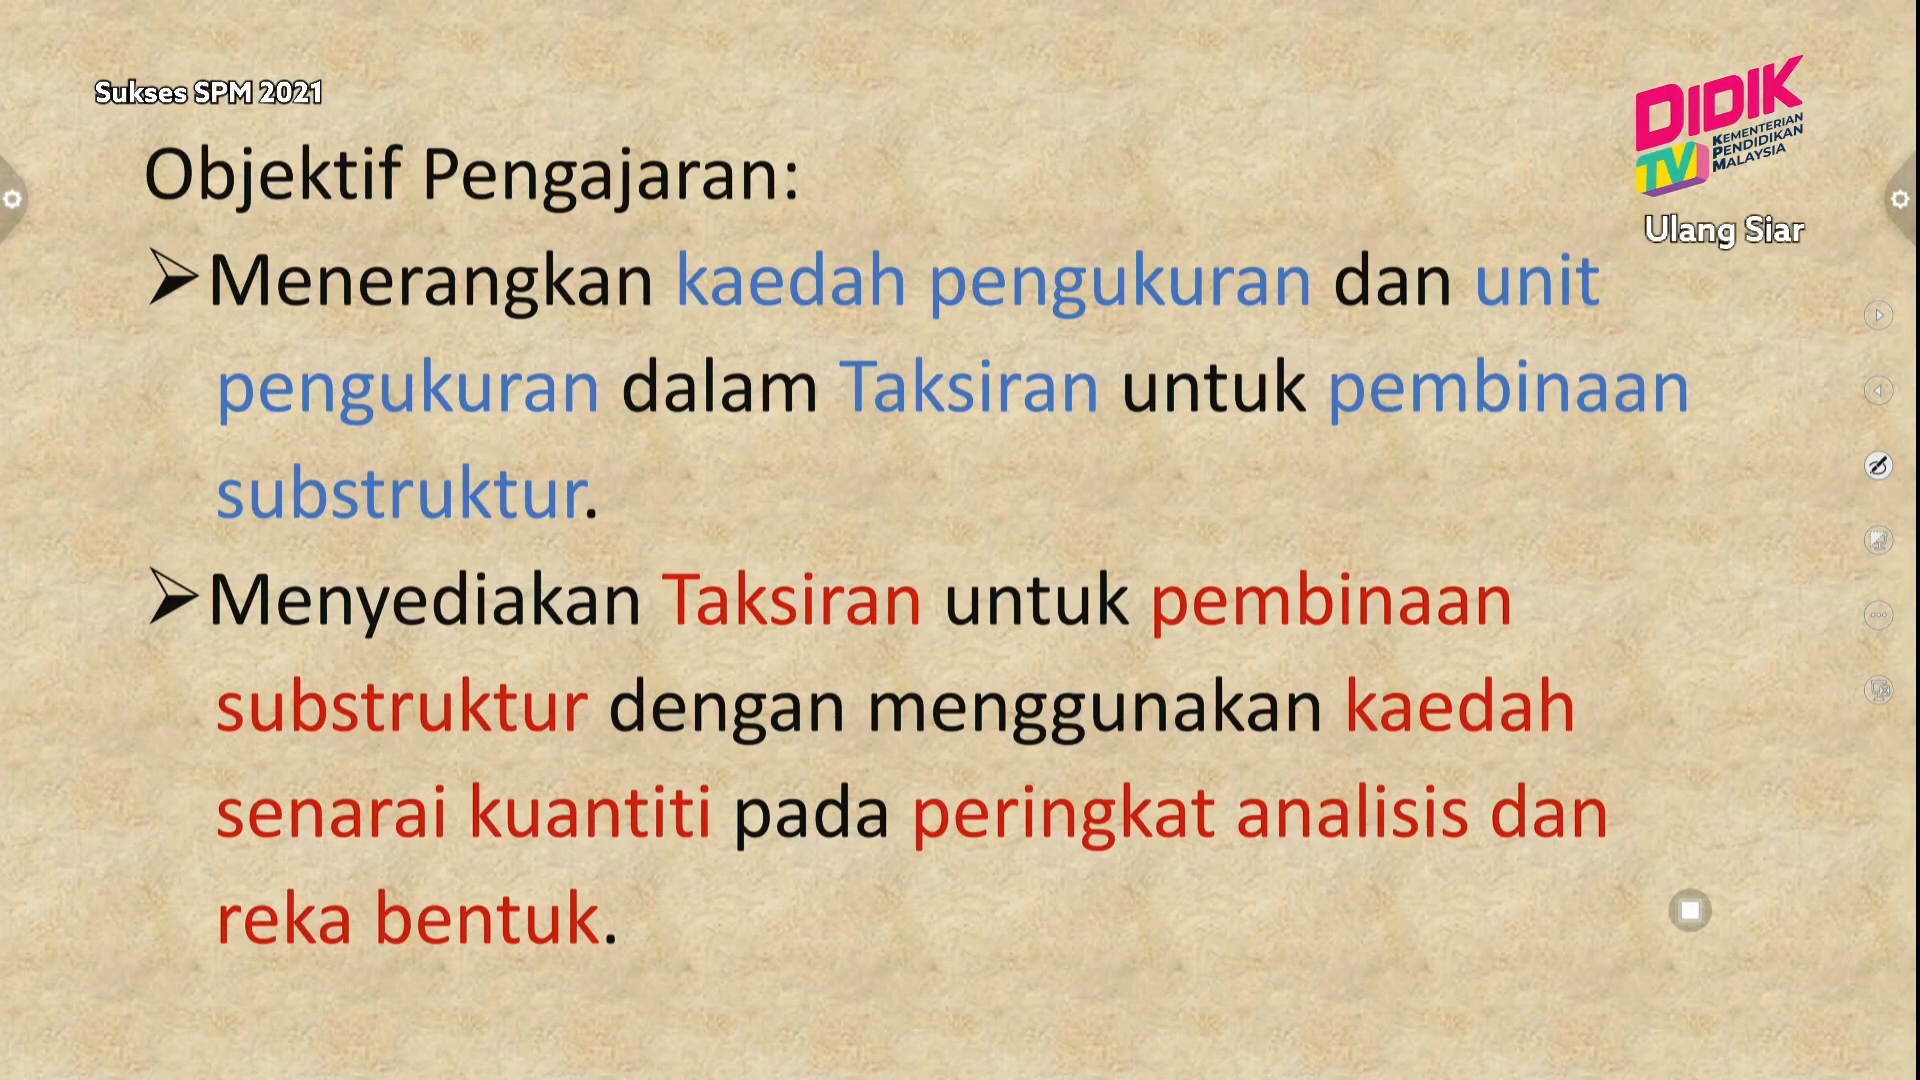 Sukses SPM 2021
DIDIK
TV
KEMENTERIAN
PENDIDIKAN
MALAYSIA
Ulang Siar
Objektif Pengajaran:
Menerangkan kaedah pengukuran dan unit
pengukuran dalam Taksiran untuk pembinaan
substruktur.
Menyediakan Taksiran untuk pembinaan
substruktur dengan menggunakan kaedah
senarai kuantiti pada peringkat analisis dan
reka bentuk.